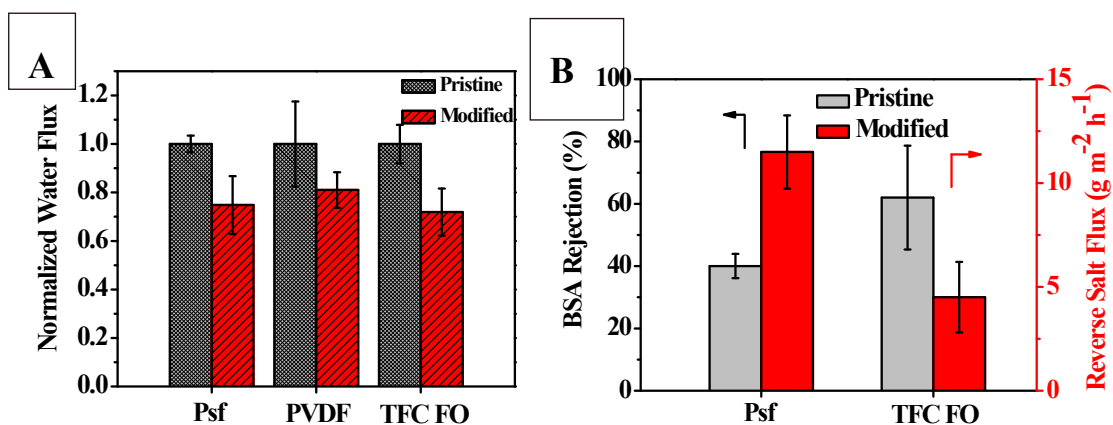 A
Normalized Water Flux
1.2
1.0
0.8
0.6
0.4
0.2
0.0
Pristine
Modified
Psf PVDF TFC FO
B
BSA Rejection (%)
100
80
60
40
20
0
Pristine
Modified
15
10
5
0
Reverse Salt Flux (g m⁻² h⁻¹)
Psf TFC FO